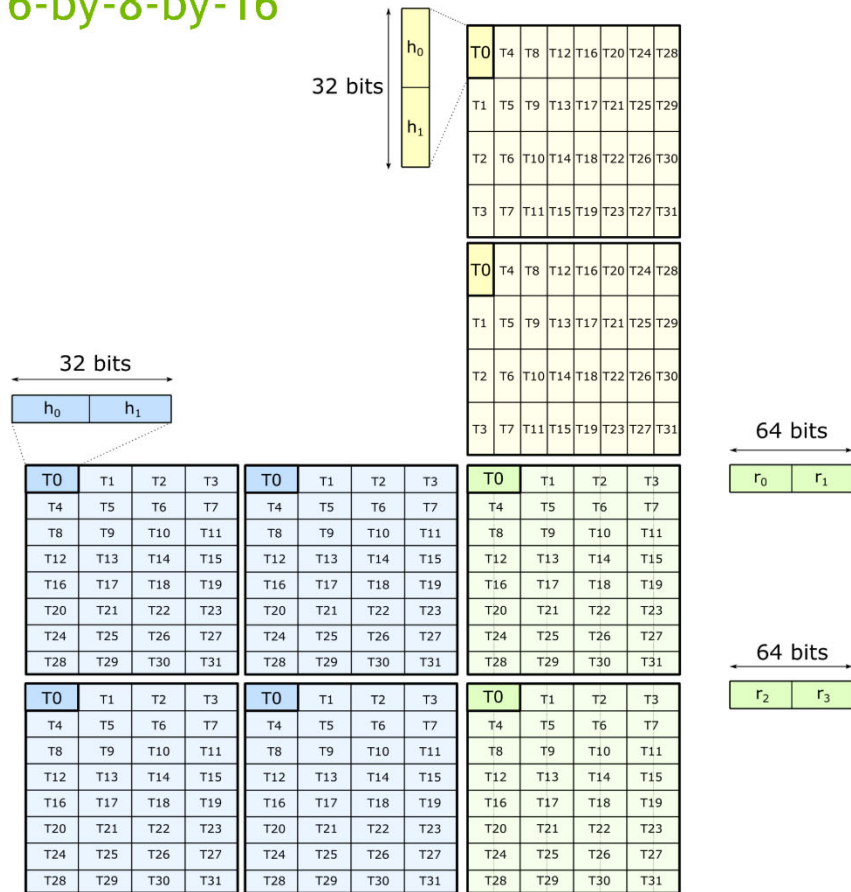 6-by-8-by-16
32 bits
h₀
h₁
T0 T4 T8 T12 T16 T20 T24 T28
T1 T5 T9 T13 T17 T21 T25 T29
T2 T6 T10 T14 T18 T22 T26 T30
T3 T7 T11 T15 T19 T23 T27 T31
T0 T4 T8 T12 T16 T20 T24 T28
T1 T5 T9 T13 T17 T21 T25 T29
T2 T6 T10 T14 T18 T22 T26 T30
T3 T7 T11 T15 T19 T23 T27 T31
32 bits
h₀ h₁
64 bits
r₀ r₁
T0 T1 T2 T3 T0 T1 T2 T3 T0 T1 T2 T3
T4 T5 T6 T7 T4 T5 T6 T7 T4 T5 T6 T7
T8 T9 T10 T11 T8 T9 T10 T11 T8 T9 T10 T11
T12 T13 T14 T15 T12 T13 T14 T15 T12 T13 T14 T15
T16 T17 T18 T19 T16 T17 T18 T19 T16 T17 T18 T19
T20 T21 T22 T23 T20 T21 T22 T23 T20 T21 T22 T23
T24 T25 T26 T27 T24 T25 T26 T27 T24 T25 T26 T27
T28 T29 T30 T31 T28 T29 T30 T31 T28 T29 T30 T31
64 bits
r₂ r₃
T0 T1 T2 T3 T0 T1 T2 T3 T0 T1 T2 T3
T4 T5 T6 T7 T4 T5 T6 T7 T4 T5 T6 T7
T8 T9 T10 T11 T8 T9 T10 T11 T8 T9 T10 T11
T12 T13 T14 T15 T12 T13 T14 T15 T12 T13 T14 T15
T16 T17 T18 T19 T16 T17 T18 T19 T16 T17 T18 T19
T20 T21 T22 T23 T20 T21 T22 T23 T20 T21 T22 T23
T24 T25 T26 T27 T24 T25 T26 T27 T24 T25 T26 T27
T28 T29 T30 T31 T28 T29 T30 T31 T28 T29 T30 T31